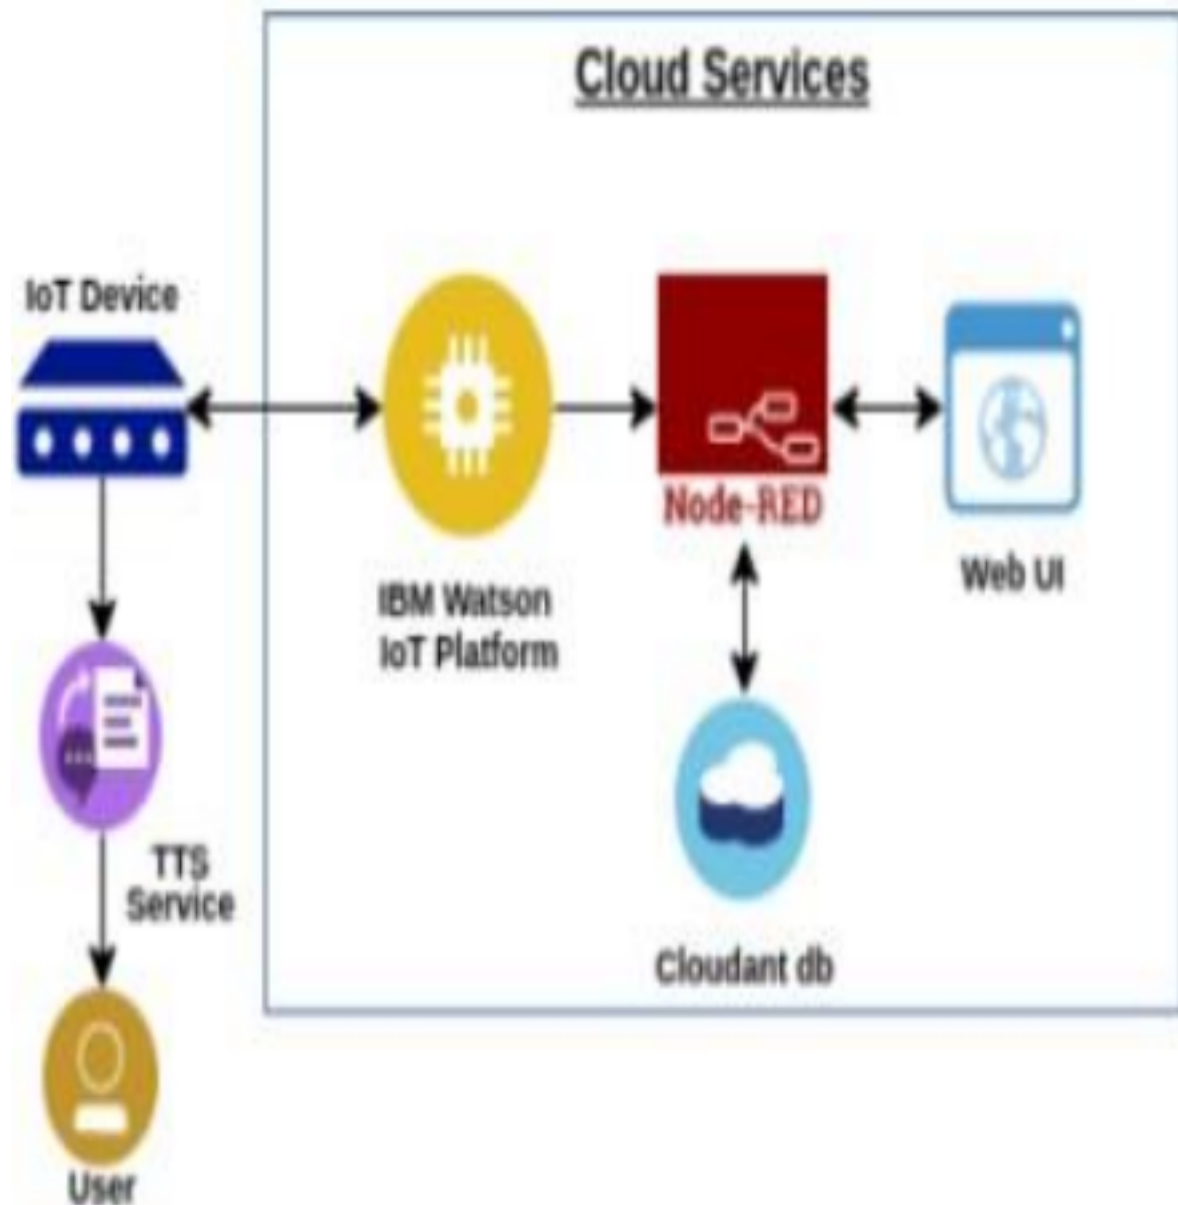 Cloud Services
IoT Device
Node-RED
Web UI
IBM Watson
IoT Platform
TTS
Service
Cloudant db
User